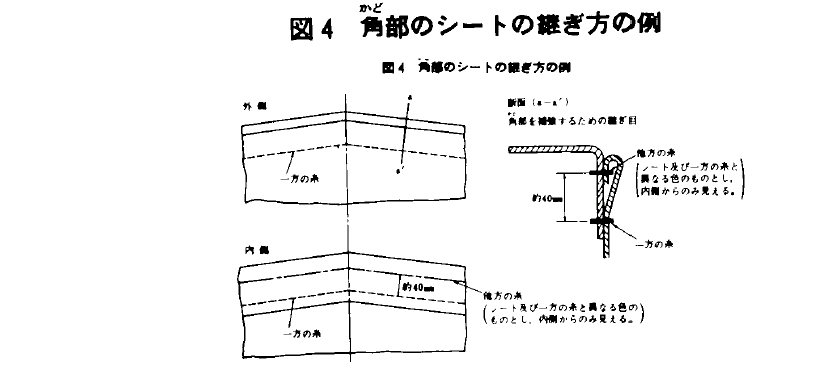 かど
図4 角部のシートの継ぎ方の例
図4 角部のシートの継ぎ方の例
外側
a
a′
一方の糸
断面 (a－a′)
かど
角部を補強するための継ぎ目
他方の糸
(シート及び一方の糸と
異なる色のものとし、
内側からのみ見える。)
約40mm
一方の糸
内側
約40mm
一方の糸
他方の糸
(シート及び一方の糸と異なる色の
ものとし、内側からのみ見える。)